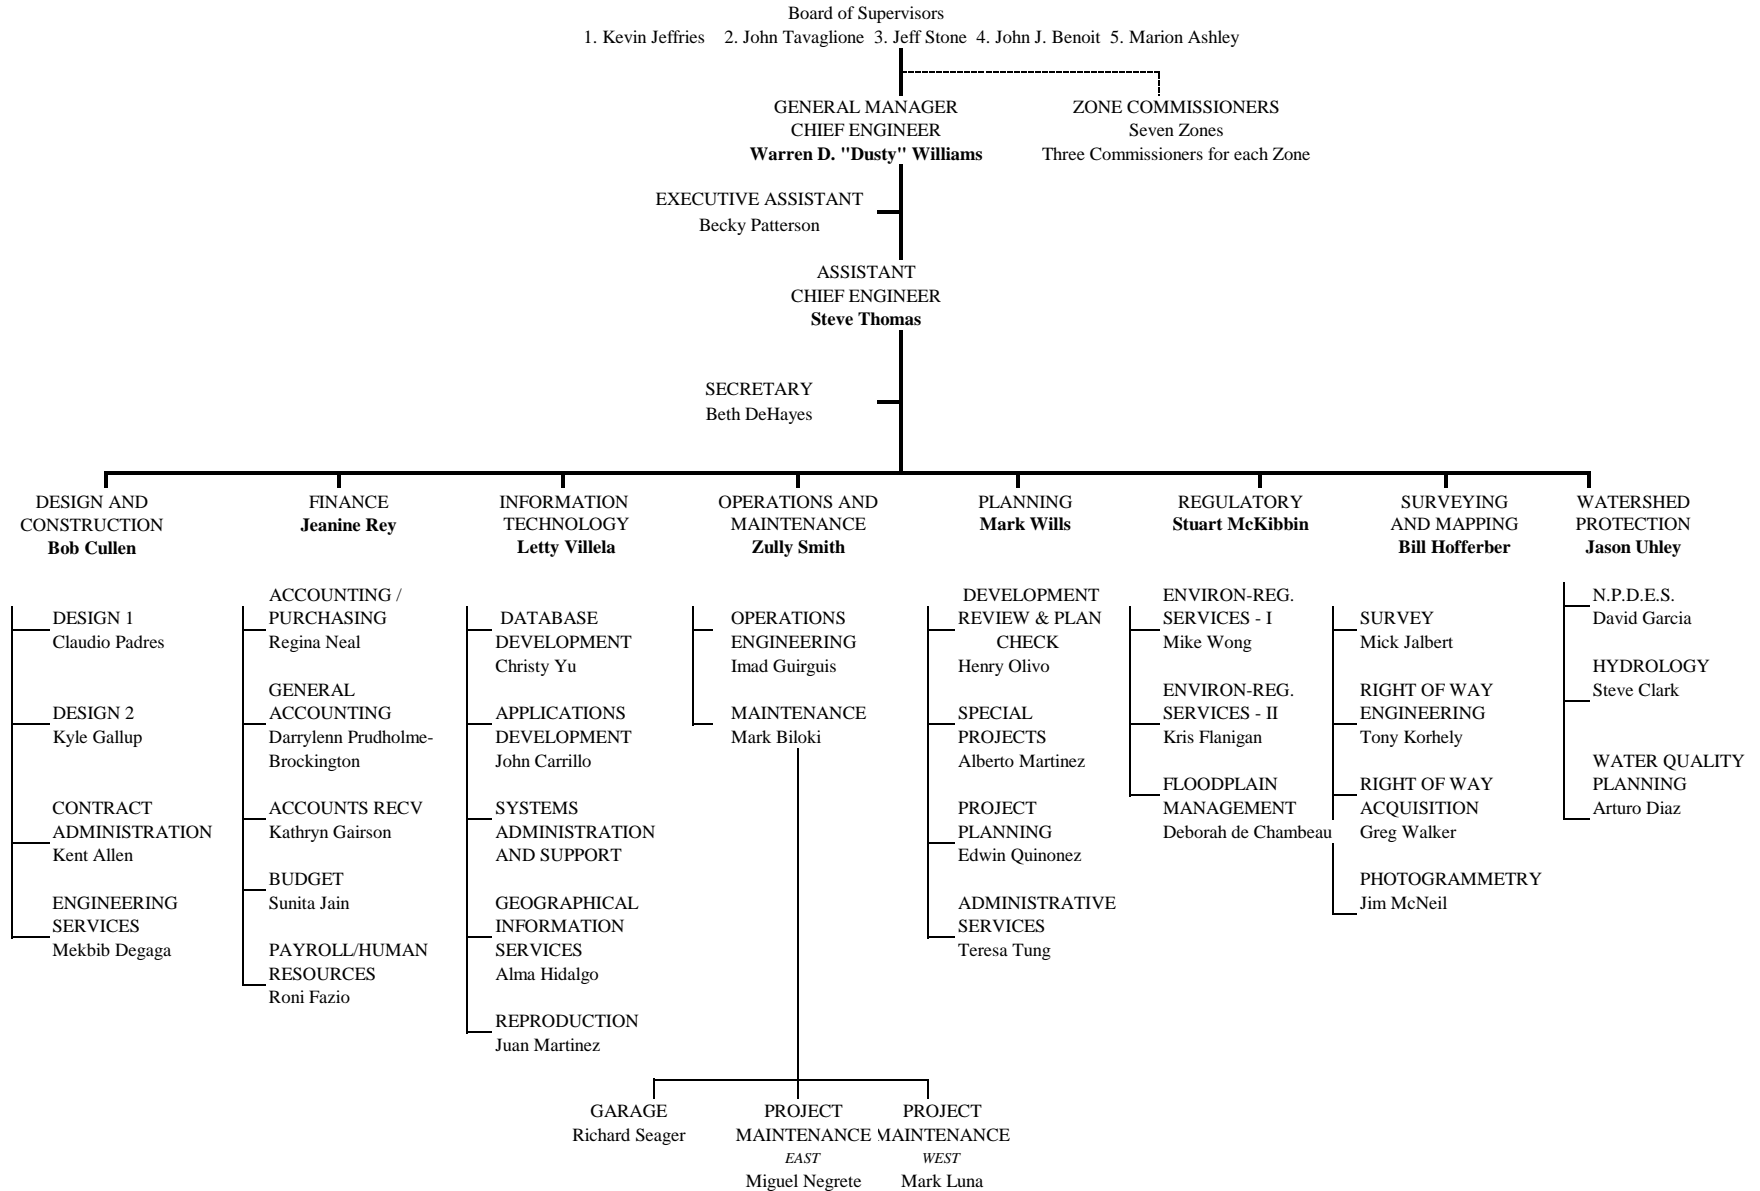 Board of Supervisors
1. Kevin Jeffries 2. John Tavaglione 3. Jeff Stone 4. John J. Benoit 5. Marion Ashley
GENERAL MANAGER
CHIEF ENGINEER
Warren D. "Dusty" Williams
ZONE COMMISSIONERS
Seven Zones
Three Commissioners for each Zone
EXECUTIVE ASSISTANT
Becky Patterson
ASSISTANT
CHIEF ENGINEER
Steve Thomas
SECRETARY
Beth DeHayes
DESIGN AND
CONSTRUCTION
Bob Cullen
DESIGN 1
Claudio Padres
DESIGN 2
Kyle Gallup
CONTRACT
ADMINISTRATION
Kent Allen
ENGINEERING
SERVICES
Mekbib Degaga
FINANCE
Jeanine Rey
ACCOUNTING /
PURCHASING
Regina Neal
GENERAL
ACCOUNTING
Darrylenn Prudholme-
Brockington
ACCOUNTS RECV
Kathryn Gairson
BUDGET
Sunita Jain
PAYROLL/HUMAN
RESOURCES
Roni Fazio
INFORMATION
TECHNOLOGY
Letty Villela
DATABASE
DEVELOPMENT
Christy Yu
APPLICATIONS
DEVELOPMENT
John Carrillo
SYSTEMS
ADMINISTRATION
AND SUPPORT
GEOGRAPHICAL
INFORMATION
SERVICES
Alma Hidalgo
REPRODUCTION
Juan Martinez
OPERATIONS AND
MAINTENANCE
Zully Smith
OPERATIONS
ENGINEERING
Imad Guirguis
MAINTENANCE
Mark Biloki
GARAGE
Richard Seager
PROJECT
MAINTENANCE
EAST
Miguel Negrete
PROJECT
MAINTENANCE
WEST
Mark Luna
PLANNING
Mark Wills
DEVELOPMENT
REVIEW & PLAN
CHECK
Henry Olivo
SPECIAL
PROJECTS
Alberto Martinez
PROJECT
PLANNING
Edwin Quinonez
ADMINISTRATIVE
SERVICES
Teresa Tung
REGULATORY
Stuart McKibbin
ENVIRON-REG.
SERVICES - I
Mike Wong
ENVIRON-REG.
SERVICES - II
Kris Flanigan
FLOODPLAIN
MANAGEMENT
Deborah de Chambeau
SURVEYING
AND MAPPING
Bill Hofferber
SURVEY
Mick Jalbert
RIGHT OF WAY
ENGINEERING
Tony Korhely
RIGHT OF WAY
ACQUISITION
Greg Walker
PHOTOGRAMMETRY
Jim McNeil
WATERSHED
PROTECTION
Jason Uhley
N.P.D.E.S.
David Garcia
HYDROLOGY
Steve Clark
WATER QUALITY
PLANNING
Arturo Diaz